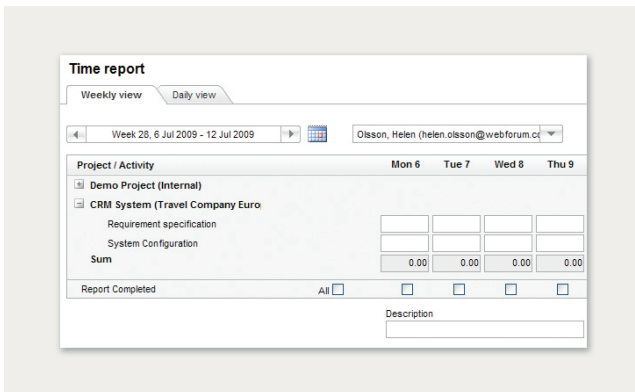 Time report
Weekly view Daily view
Week 28, 6 Jul 2009 - 12 Jul 2009 Olsson, Helen (helen.olsson@webforum.co
Project / Activity Mon 6 Tue 7 Wed 8 Thu 9
Demo Project (Internal)
CRM System (Travel Company Euro
Requirement specification
System Configuration
Sum 0.00 0.00 0.00 0.00
Report Completed All
Description